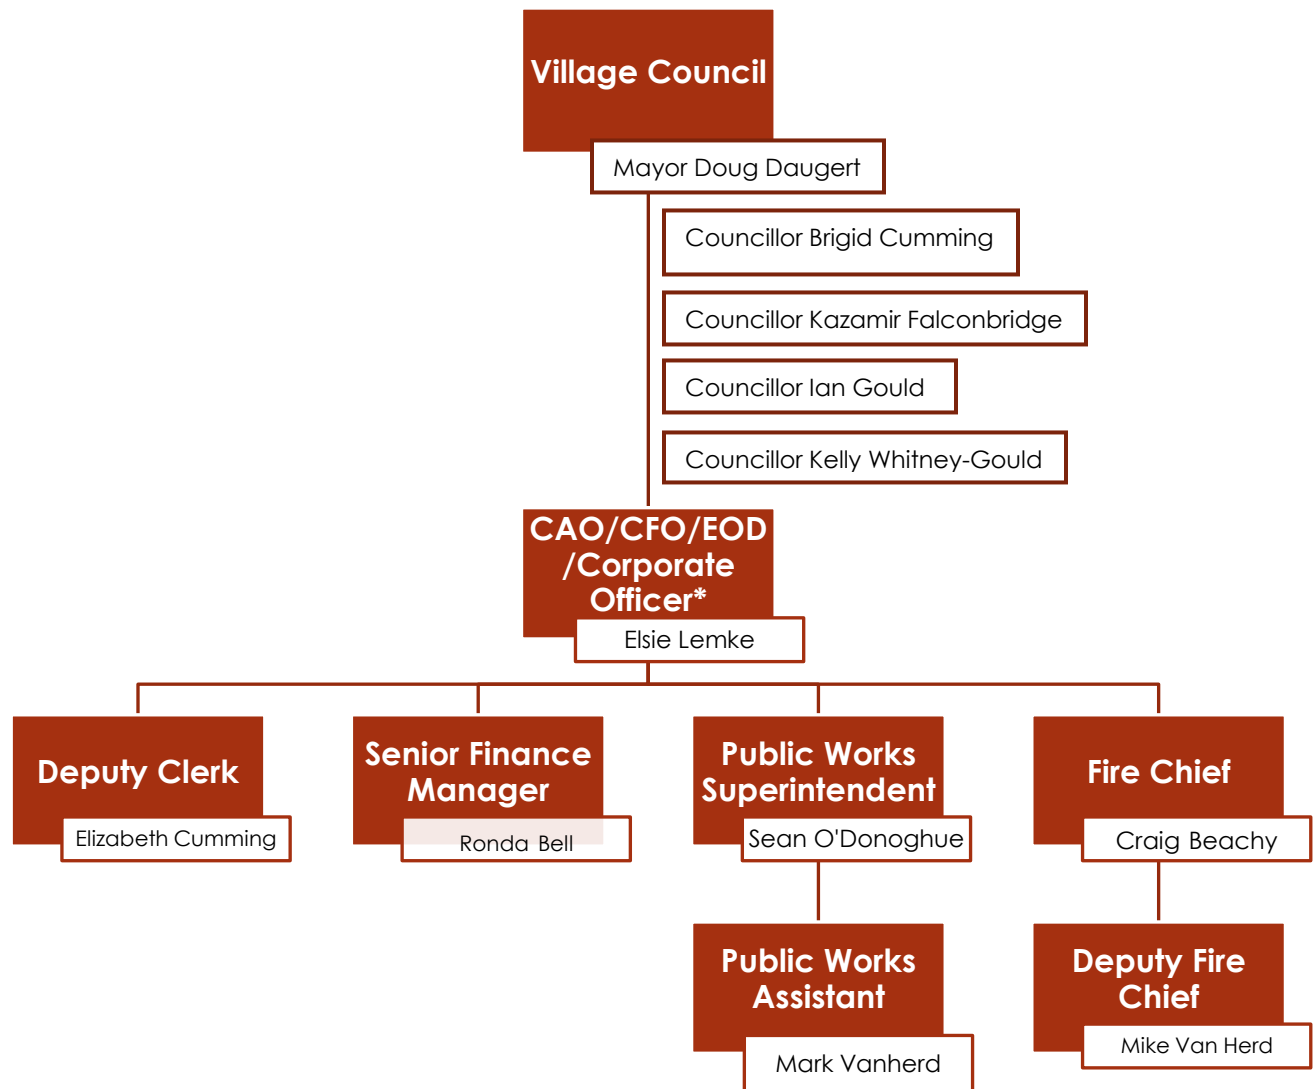 Village Council
Mayor Doug Daugert
Councillor Brigid Cumming
Councillor Kazamir Falconbridge
Councillor Ian Gould
Councillor Kelly Whitney-Gould
CAO/CFO/EOD
/Corporate
Officer*
Elsie Lemke
Deputy Clerk
Elizabeth Cumming
Senior Finance
Manager
Ronda Bell
Public Works
Superintendent
Sean O'Donoghue
Fire Chief
Craig Beachy
Public Works
Assistant
Mark Vanherd
Deputy Fire
Chief
Mike Van Herd